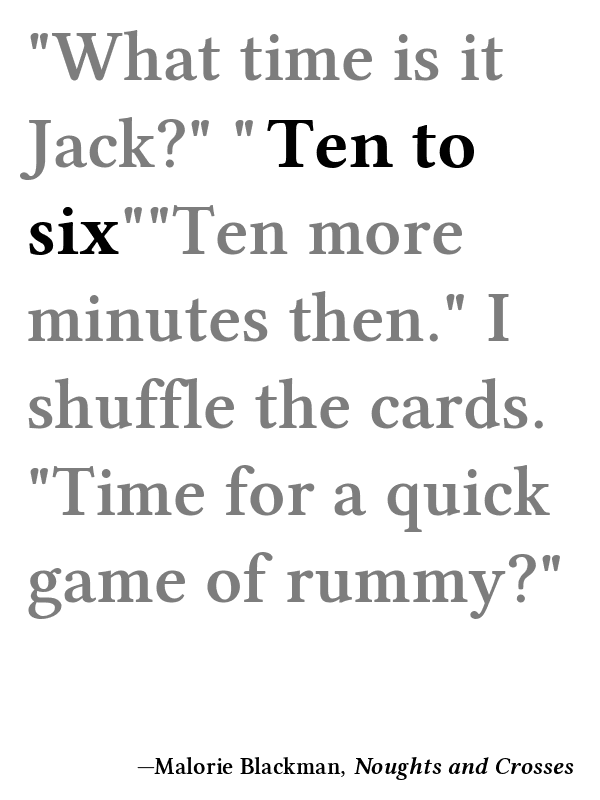 "What time is it
Jack?" " Ten to
six""Ten more
minutes then." I
shuffle the cards.
"Time for a quick
game of rummy?"
—Malorie Blackman, Noughts and Crosses